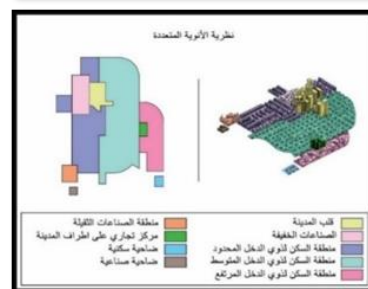 نظرية الأنوية المتعددة
قلب المدينة
الصناعات الخفيفة
منطقة السكن لذوي الدخل المحدود
منطقة السكن لذوي الدخل المتوسط
منطقة السكن لذوي الدخل المرتفع
منطقة الصناعات الثقيلة
مركز تجاري على اطراف المدينة
ضاحية سكنية
ضاحية صناعية